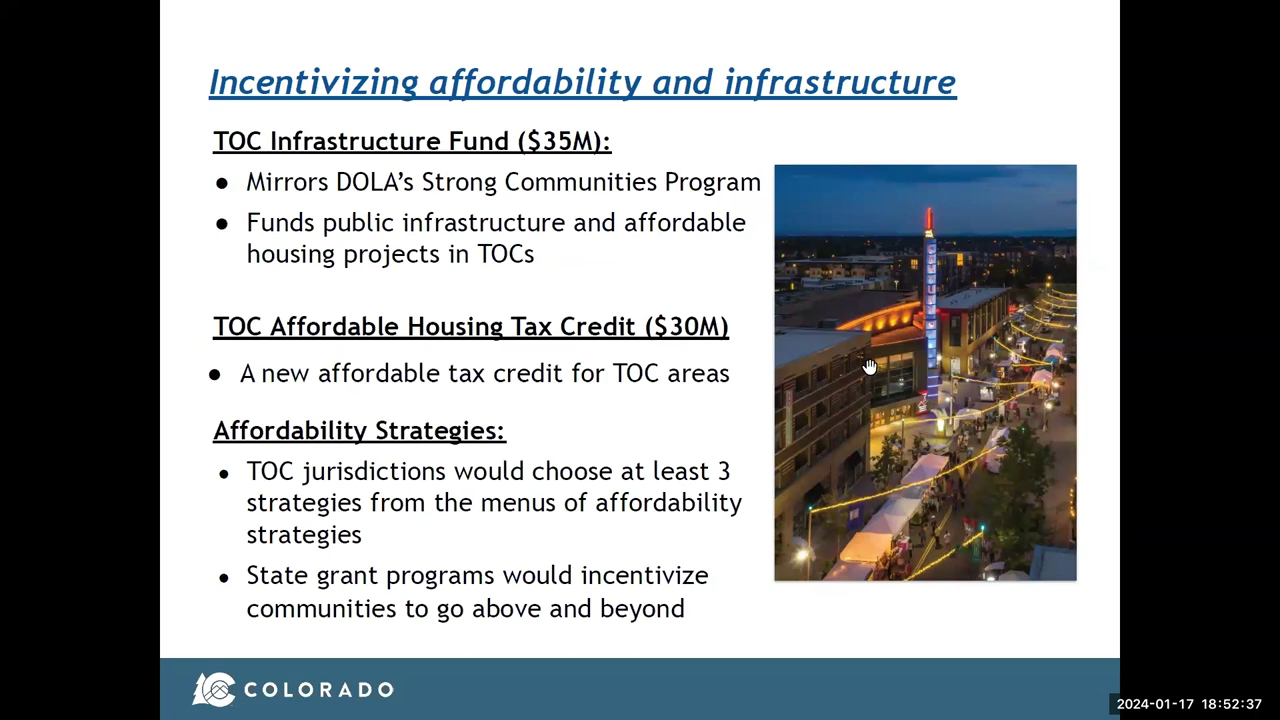 Incentivizing affordability and infrastructure
TOC Infrastructure Fund ($35M):
● Mirrors DOLA’s Strong Communities Program
● Funds public infrastructure and affordable
housing projects in TOCs
TOC Affordable Housing Tax Credit ($30M)
● A new affordable tax credit for TOC areas
Affordability Strategies:
● TOC jurisdictions would choose at least 3
strategies from the menus of affordability
strategies
● State grant programs would incentivize
communities to go above and beyond
COLORADO
2024-01-17 18:52:37